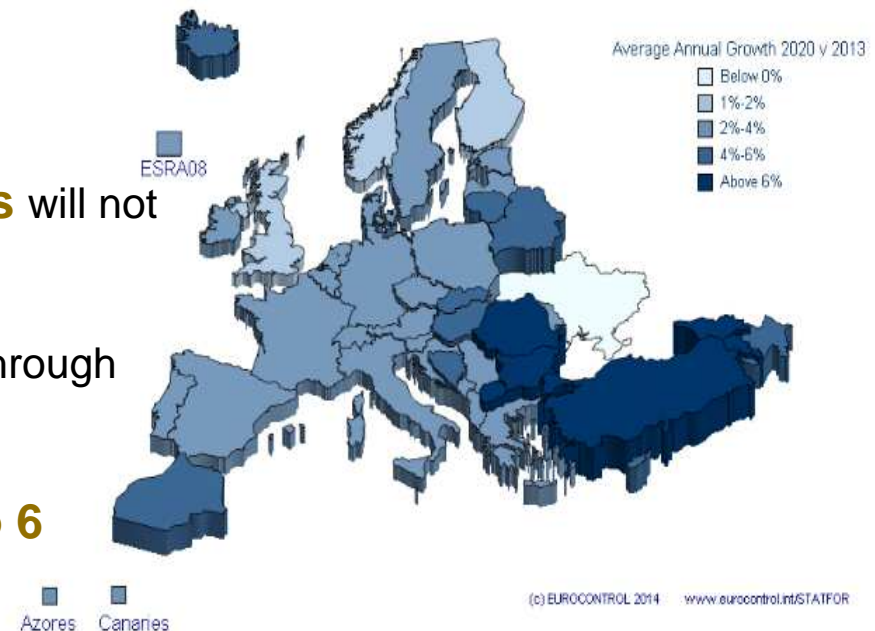 Average Annual Growth 2020 v 2013
Below 0%
1%-2%
2%-4%
4%-6%
Above 6%
ESRA08
s will not
hrough
6
Azores Canaries
(c) EUROCONTROL 2014 www.eurocontrol.int/STATFOR